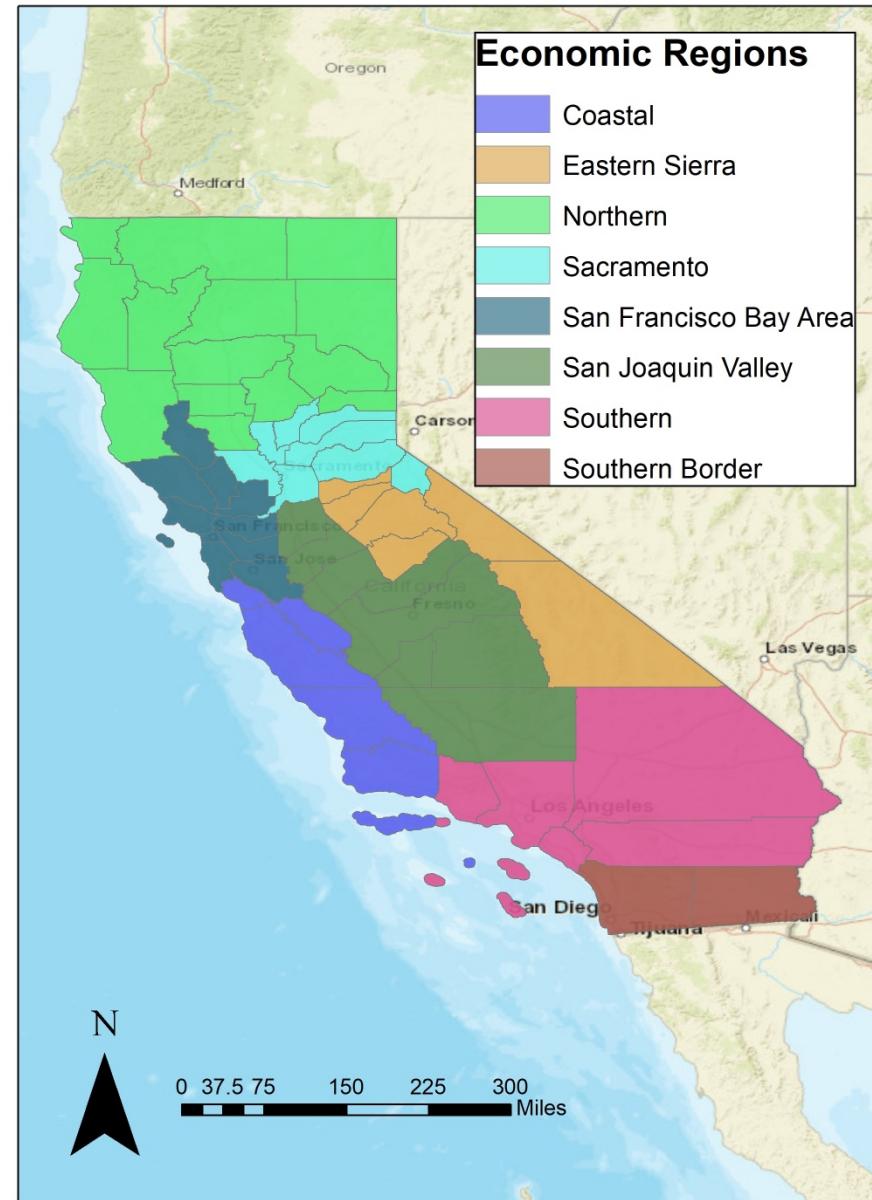 Oregon
Medford
Economic Regions
Coastal
Eastern Sierra
Northern
Sacramento
San Francisco Bay Area
San Joaquin Valley
Southern
Southern Border
Carson
Sacramento
San Francisco
San Jose
California
Fresno
Las Vegas
Los Angeles
San Diego
Tijuana
Mexicali
N
0 37.5 75 150 225 300
Miles